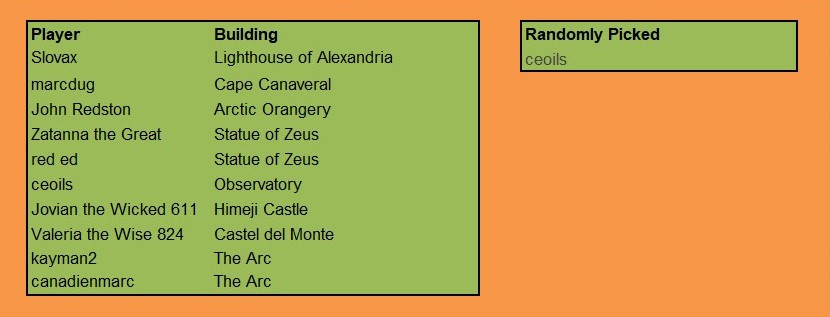 Player Building
Slovax Lighthouse of Alexandria
marcdug Cape Canaveral
John Redston Arctic Orangery
Zatanna the Great Statue of Zeus
red ed Statue of Zeus
ceoils Observatory
Jovian the Wicked 611 Himeji Castle
Valeria the Wise 824 Castel del Monte
kayman2 The Arc
canadienmarc The Arc
Randomly Picked
ceoils